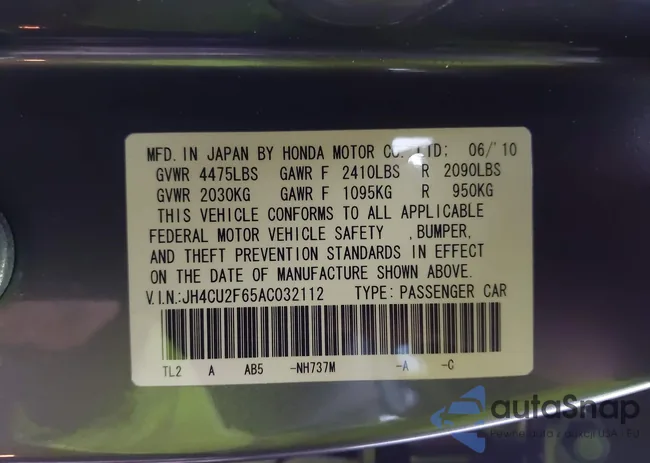 MFD. IN JAPAN BY HONDA MOTOR CO. LTD: 06/'10
GVWR 4475LBS GAWR F 2410LBS R 2090LBS
GVWR 2030KG GAWR F 1095KG R 950KG
THIS VEHICLE CONFORMS TO ALL APPLICABLE
FEDERAL MOTOR VEHICLE SAFETY , BUMPER,
AND THEFT PREVENTION STANDARDS IN EFFECT
ON THE DATE OF MANUFACTURE SHOWN ABOVE.
V.I.N.:JH4CU2F65AC032112 TYPE: PASSENGER CAR
TL2 A AB5 -NH737M -A -C
autoSnap
USA - EU